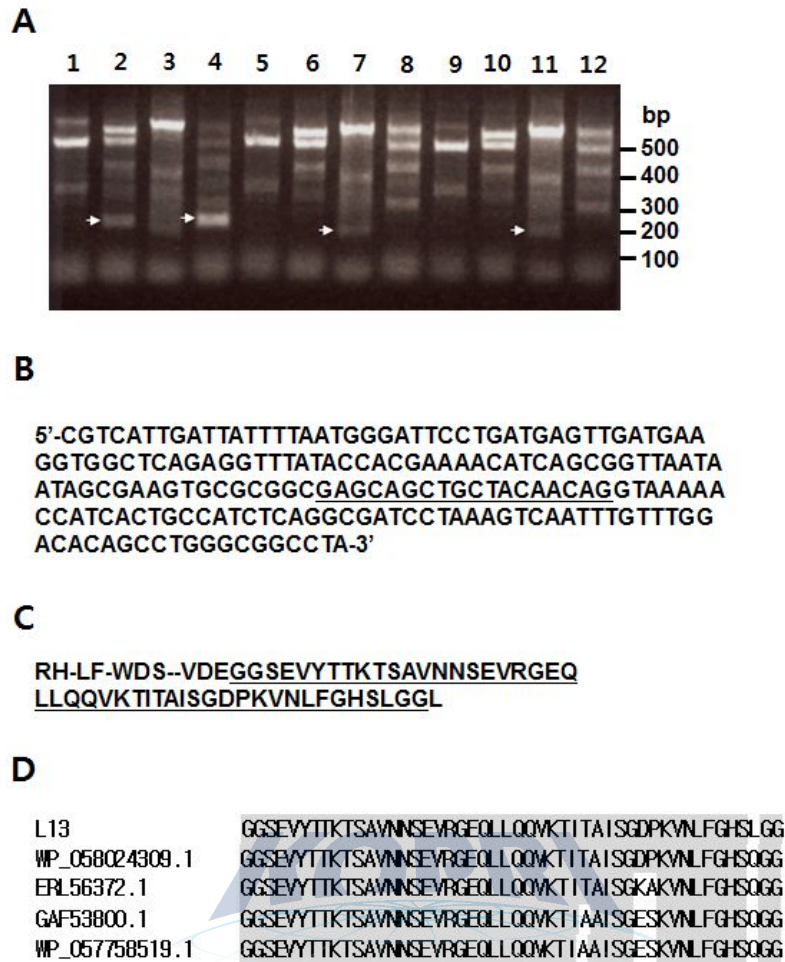 A
1 2 3 4 5 6 7 8 9 10 11 12
bp
500
400
300
200
100
B
5’-CGTCATTGATTATTTTAATGGGATTCCTGATGAGTTGATGAA
GGTGGCTCAGAGGTTTATACCACGAAAACATCAGCGGTTAATA
ATAGCGAAGTGCGCGGCGAGCAGCTGCTACAACAGGTAAAAA
CCATCACTGCCATCTCAGGCGATCCTAAAGTCAATTTGTTTGG
ACACAGCCTGGGCGGCCTA-3’
C
RH-LF-WDS--VDEGGSEVYTTKTSAVNNSEVRGEQ
LLQQVKTITAISGDPKVNLFGHSLGGL
D
L13 GGSEVYTTKTSAVNNSEVRGEQLLQQVKTITAISGDPKVNLFGHSLGG
WP_058024309.1 GGSEVYTTKTSAVNNSEVRGEQLLQQVKTITAISGDPKVNLFGHSQGG
ERL56372.1 GGSEVYTTKTSAVNNSEVRGEQLLQQVKTITAISGKAKVNLFGHSQGG
GAF53800.1 GGSEVYTTKTSAVNNSEVRGEQLLQQVKTIAAISGESKVNLFGHSQGG
WP_057758519.1 GGSEVYTTKTSAVNNSEVRGEQLLQQVKTIAAISGESKVNLFGHSQGG
KOPRI